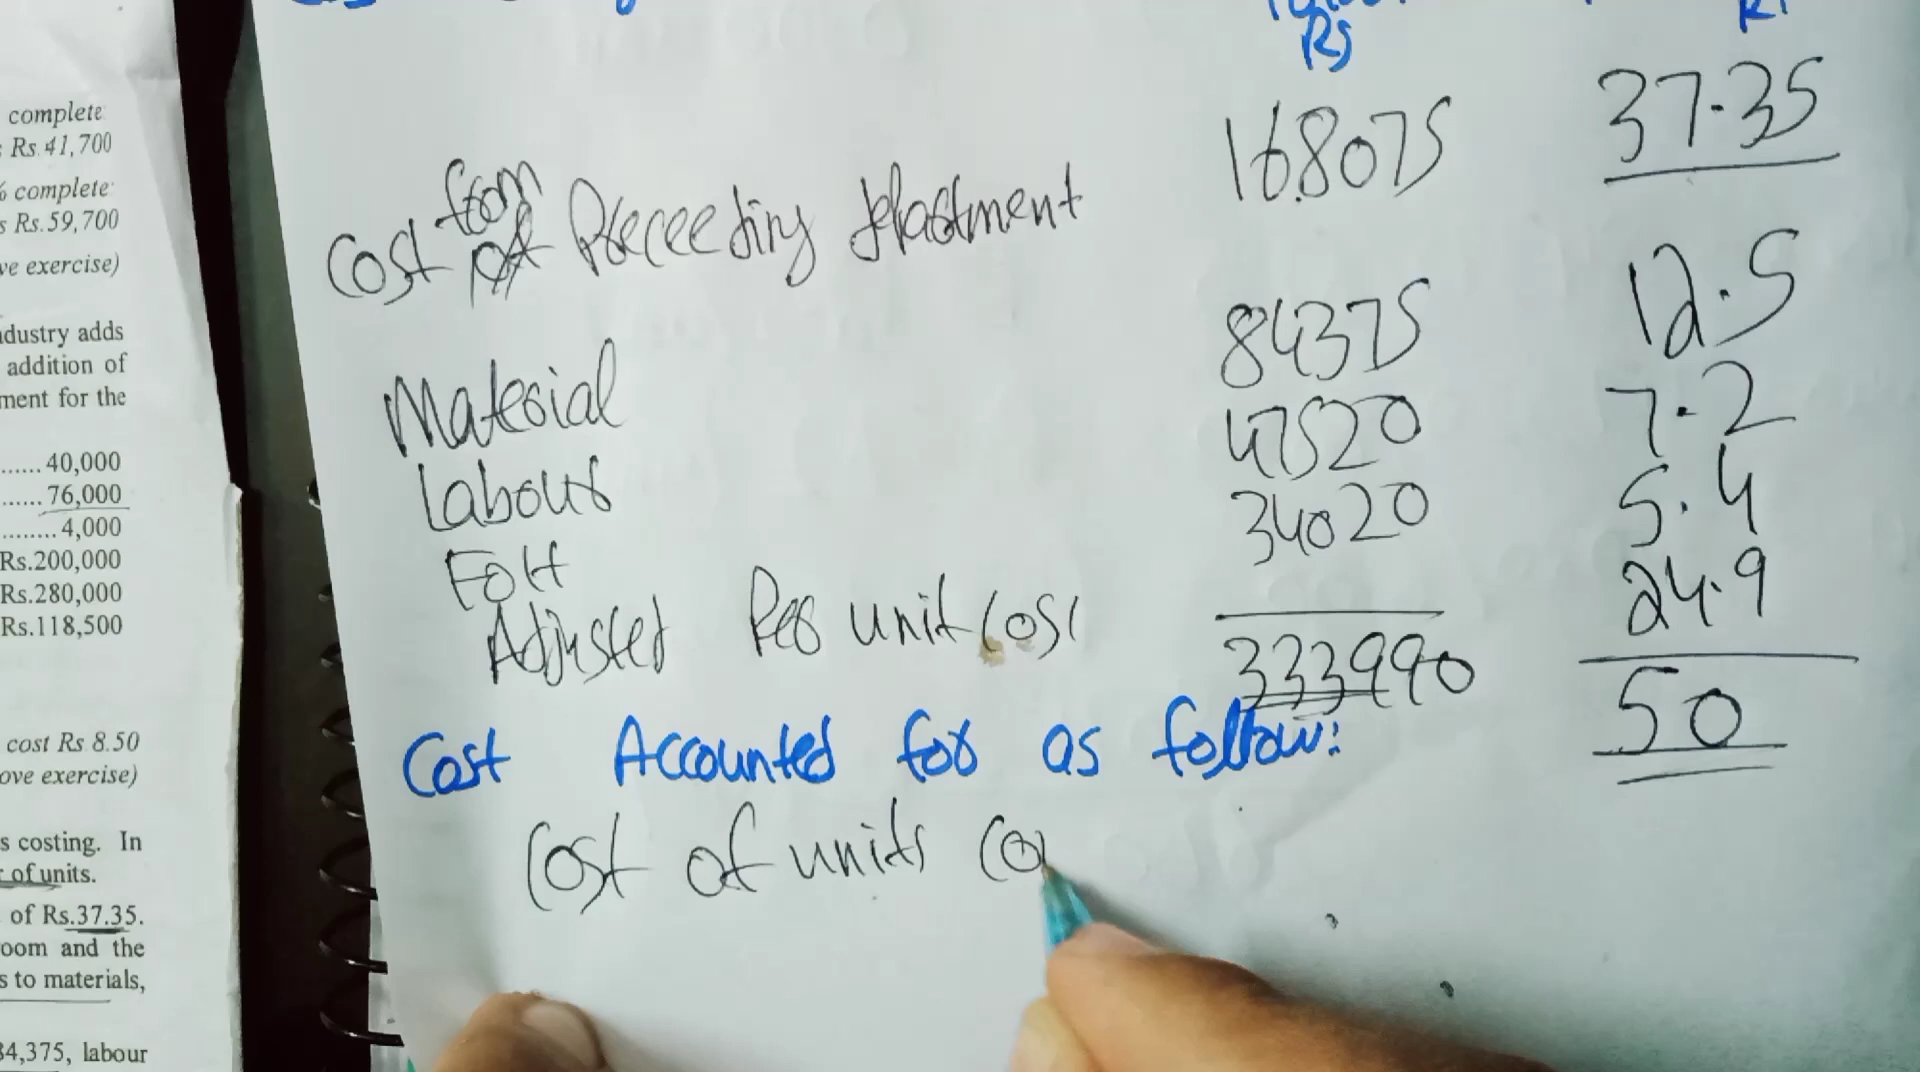 complete
Rs. 41,700
% complete
s Rs.59,700
ve exercise)
dustry adds
addition of
ment for the
...... 40,000
...... 76,000
........ 4,000
Rs.200,000
Rs.280,000
Rs.118,500
cost Rs 8.50
ove exercise)
s costing. In
r of units.
of Rs.37.35.
oom and the
s to materials,
34,375, labour
Rs
37.35
Cost from Preceeding department 168075
Material 84375 12.5
Labour 47520 7.2
FOH 34020 5.4
Adjusted Per unit Cost 24.9
333990 50
Cost Accounted for as follow:
Cost of units Co